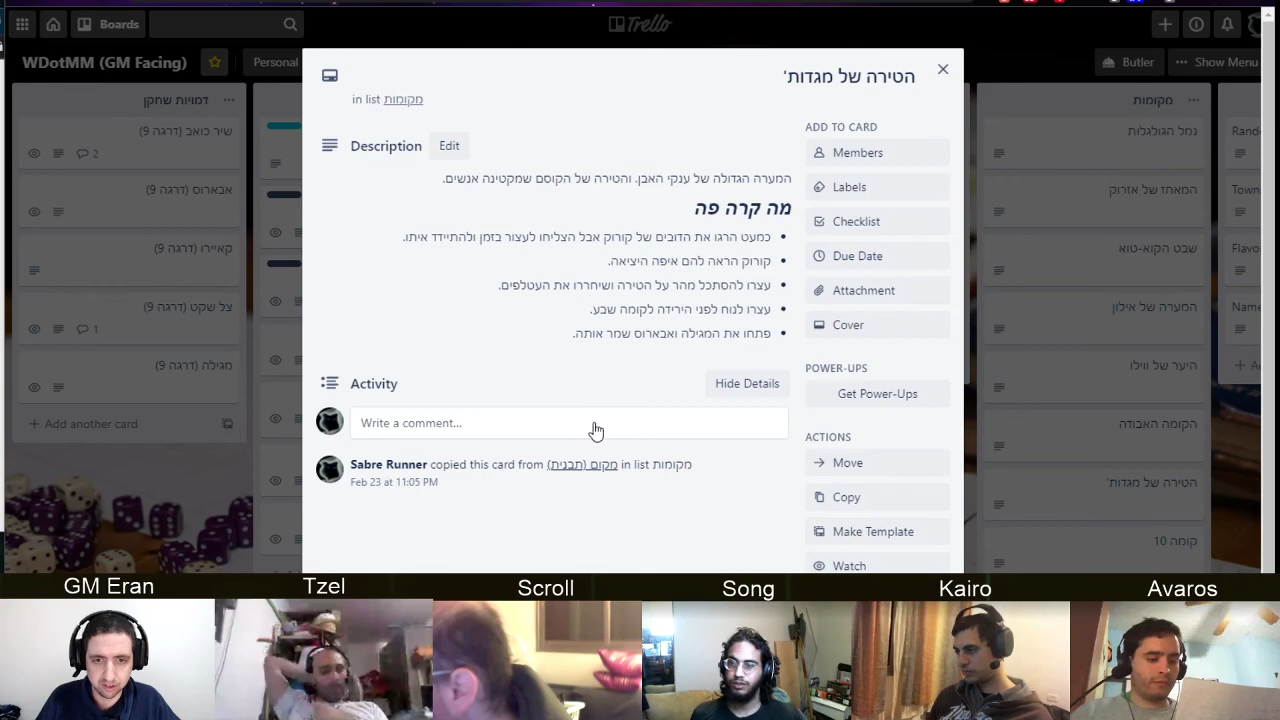 Boards
Trello
WDotMM (GM Facing)
Personal
Butler
Show Menu
דמויות שחקן
שיר כואב (דרגה 9)
2
אבארוס (דרגה 9)
קאיירו (דרגה 9)
צל שקט (דרגה 9)
1
מגילה (דרגה 9)
+ Add another card
הטירה של מגדות'
in list מקומות
Description
Edit
המערה הגדולה של ענקי האבן. והטירה של הקוסם שמקטינה אנשים.
מה קרה פה
• כמעט הרגו את הדובים של קורוק אבל הצליחו לעצור בזמן ולהתיידד איתו.
• קורוק הראה להם איפה היציאה.
• עצרו להסתכל מהר על הטירה ושיחררו את העטלפים.
• עצרו לנוח לפני הירידה לקומה שבע.
• פתחו את המגילה ואבארוס שמר אותה.
Activity
Hide Details
Write a comment...
Sabre Runner copied this card from מקום (תבנית) in list מקומות
Feb 23 at 11:05 PM
ADD TO CARD
Members
Labels
Checklist
Due Date
Attachment
Cover
POWER-UPS
Get Power-Ups
ACTIONS
Move
Copy
Make Template
Watch
מקומות
נמל הגולגלות
המאחז של אזרוק
שבט הקוא-טוא
המערה של אילון
היער של ווילו
הקומה האבודה
הטירה של מגדות'
קומה 10
GM Eran
Tzel
Scroll
Song
Kairo
Avaros